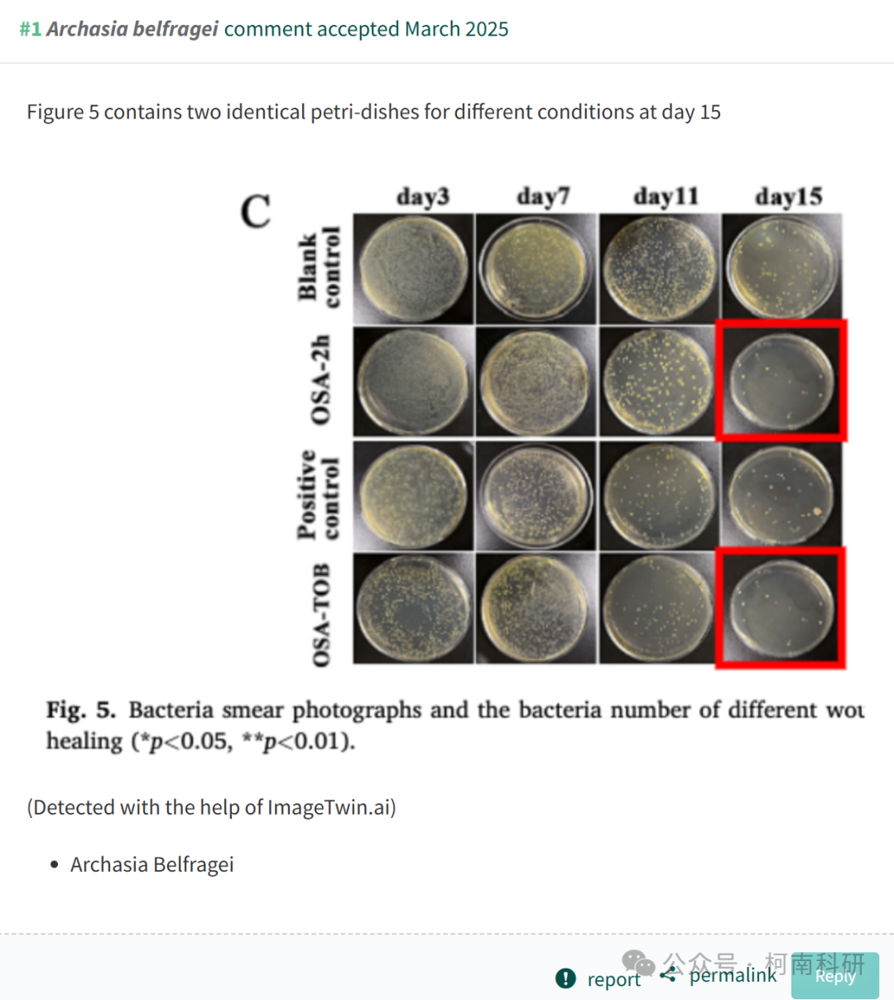 #1 Archasia belfragei comment accepted March 2025
Figure 5 contains two identical petri-dishes for different conditions at day 15
C
day3 day7 day11 day15
Blank control
OSA-2h
Positive control
OSA-TOB
Fig. 5. Bacteria smear photographs and the bacteria number of different wou
healing (*p<0.05, **p<0.01).
(Detected with the help of ImageTwin.ai)
• Archasia Belfragei
公众号 · 柯南科研
report permalink Reply